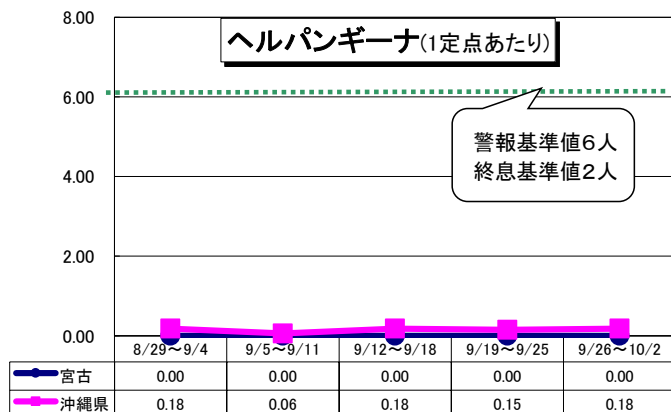 ヘルパンギーナ(1定点あたり)
8.00
6.00
警報基準値6人
終息基準値2人
4.00
2.00
0.00
8/29～9/4 9/5～9/11 9/12～9/18 9/19～9/25 9/26～10/2
宮古 0.00 0.00 0.00 0.00 0.00
沖縄県 0.18 0.06 0.18 0.15 0.18